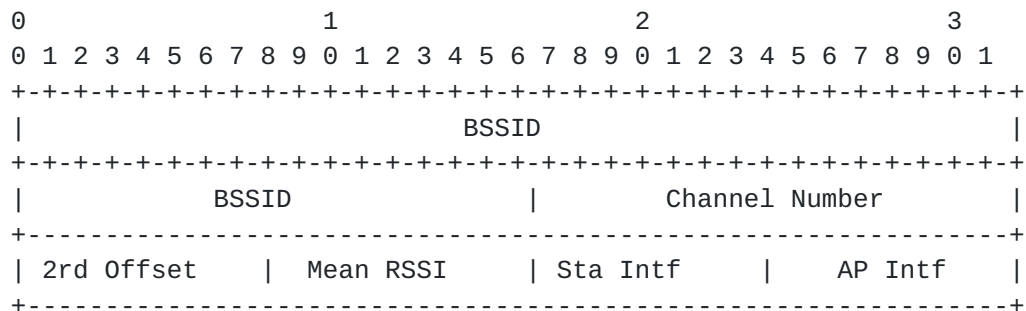 0                   1                   2                   3
0 1 2 3 4 5 6 7 8 9 0 1 2 3 4 5 6 7 8 9 0 1 2 3 4 5 6 7 8 9 0 1
+-+-+-+-+-+-+-+-+-+-+-+-+-+-+-+-+-+-+-+-+-+-+-+-+-+-+-+-+-+-+-+-+
|                            BSSID                              |
+-+-+-+-+-+-+-+-+-+-+-+-+-+-+-+-+-+-+-+-+-+-+-+-+-+-+-+-+-+-+-+-+
|            BSSID               |        Channel Number        |
+---------------------------------------------------------------+
| 2rd Offset    |  Mean RSSI     | Sta Intf     |    AP Intf    |
+---------------------------------------------------------------+